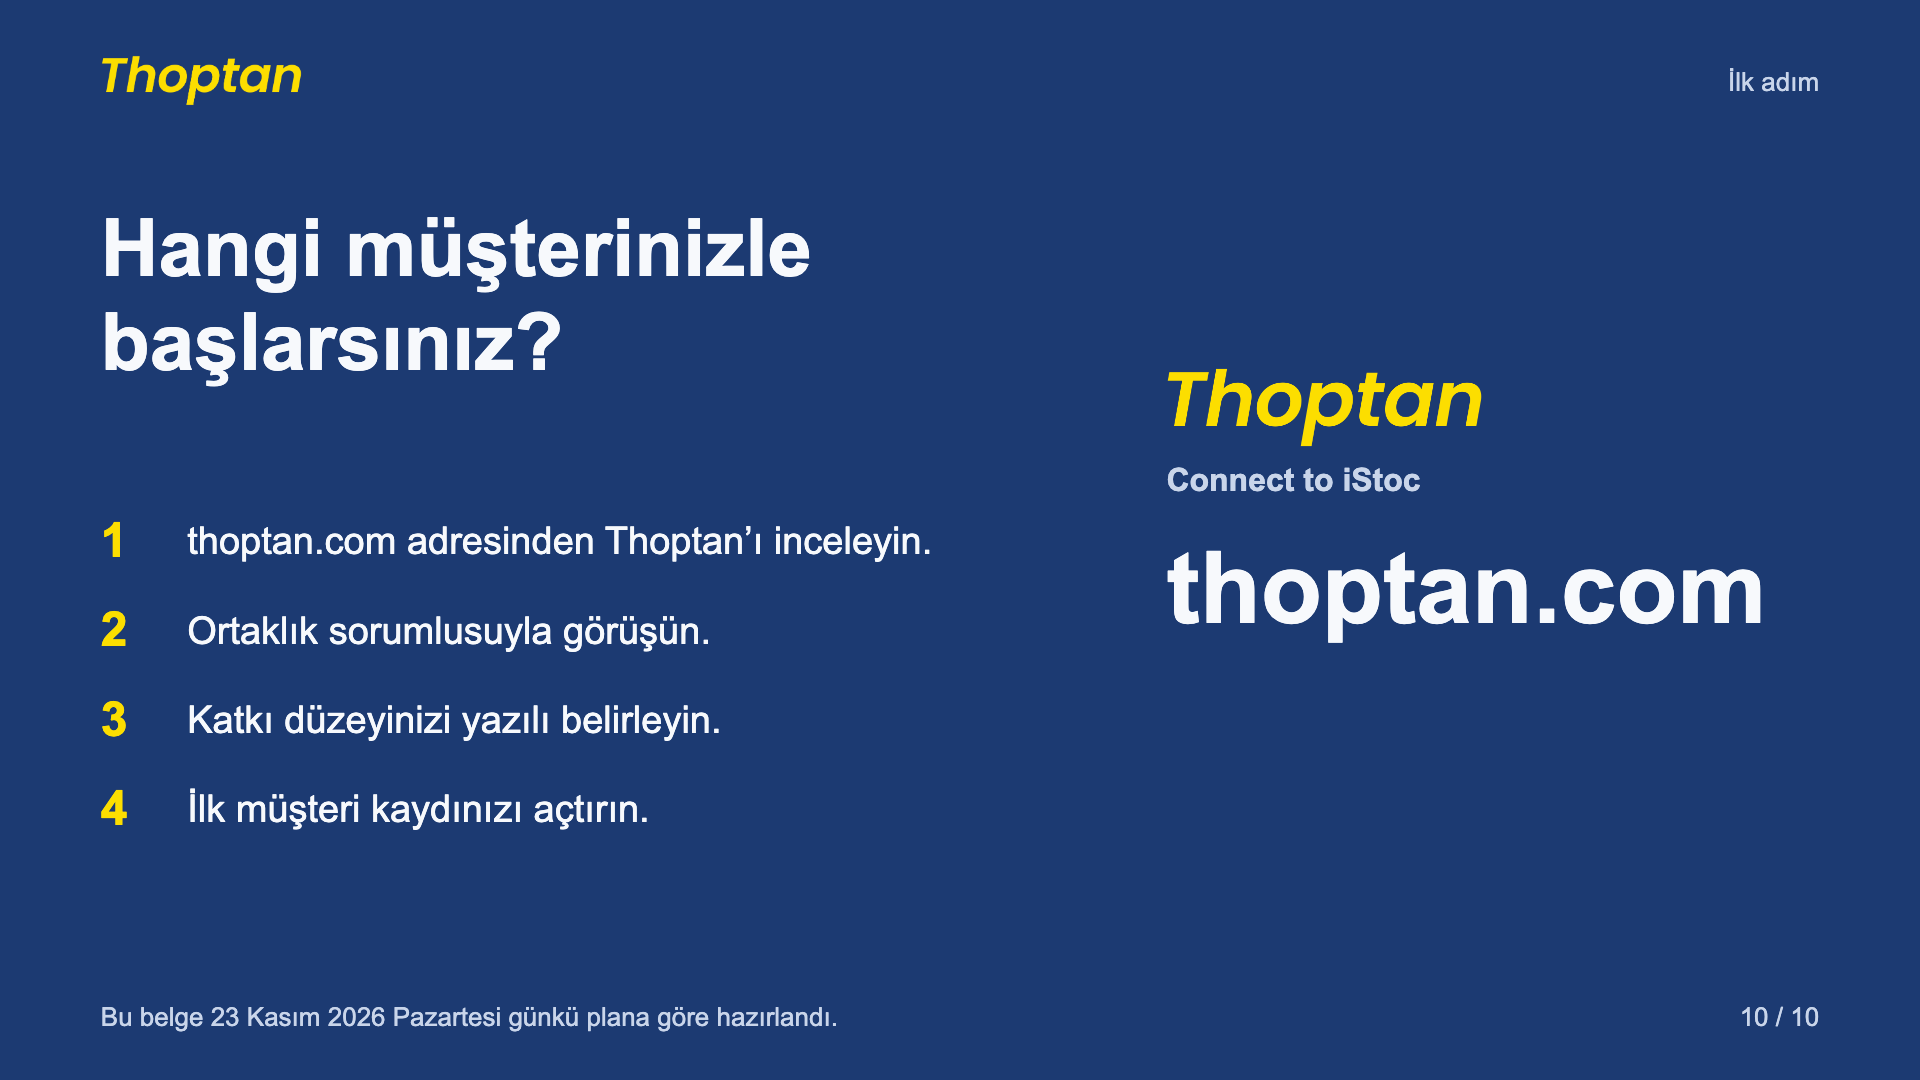 Thoptan
İlk adım
Hangi müşterinizle
başlarsınız?
1 thoptan.com adresinden Thoptan’ı inceleyin.
2 Ortaklık sorumlusuyla görüşün.
3 Katkı düzeyinizi yazılı belirleyin.
4 İlk müşteri kaydınızı açtırın.
Thoptan
Connect to iStoc
thoptan.com
Bu belge 23 Kasım 2026 Pazartesi günkü plana göre hazırlandı.
10 / 10